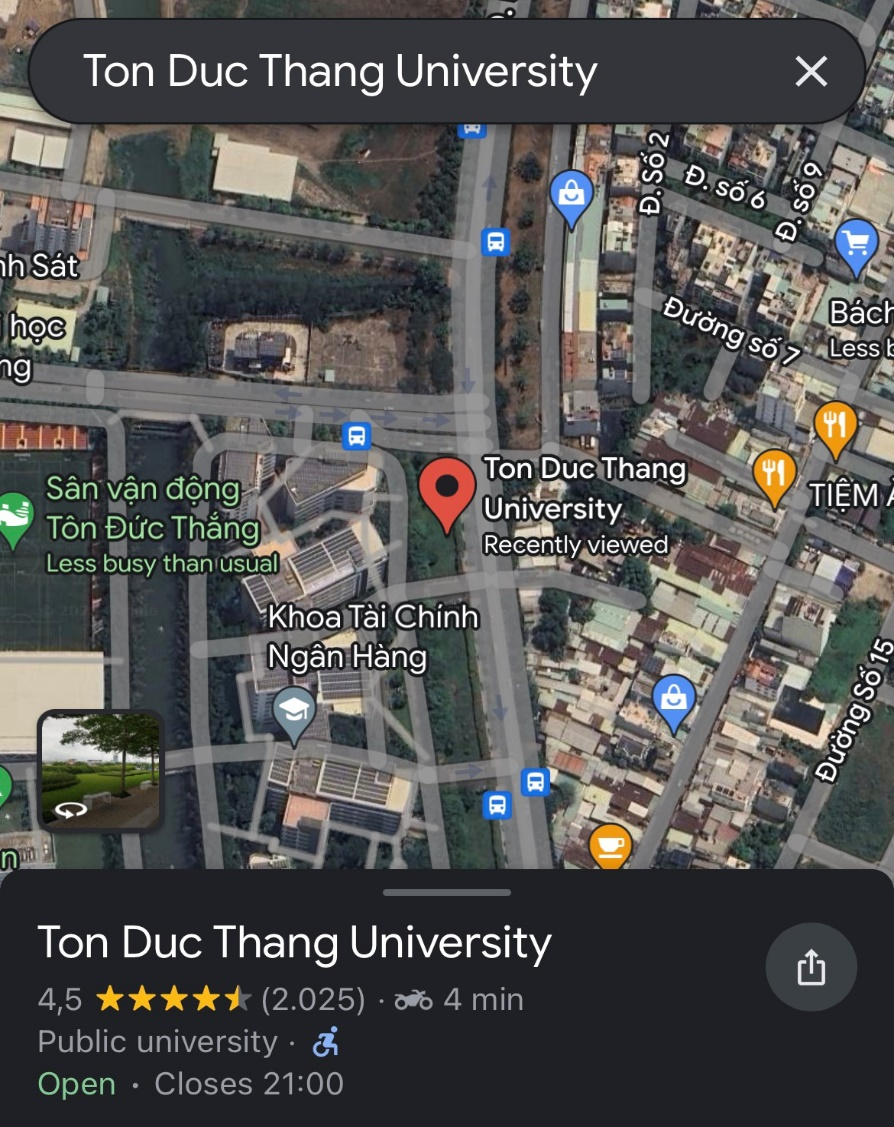 Ton Duc Thang University
Đ. Số 2
Đ. số 6
Đ. số 9
nh Sát
i học
ng
Bách
Less b
Đường số 7
Sân vận động
Tôn Đức Thắng
Less busy than usual
Ton Duc Thang
University
Recently viewed
TIỆM
Khoa Tài Chính
Ngân Hàng
Đường Số 15
n
Ton Duc Thang University
4,5 (2.025) · 4 min
Public university ·
Open · Closes 21:00